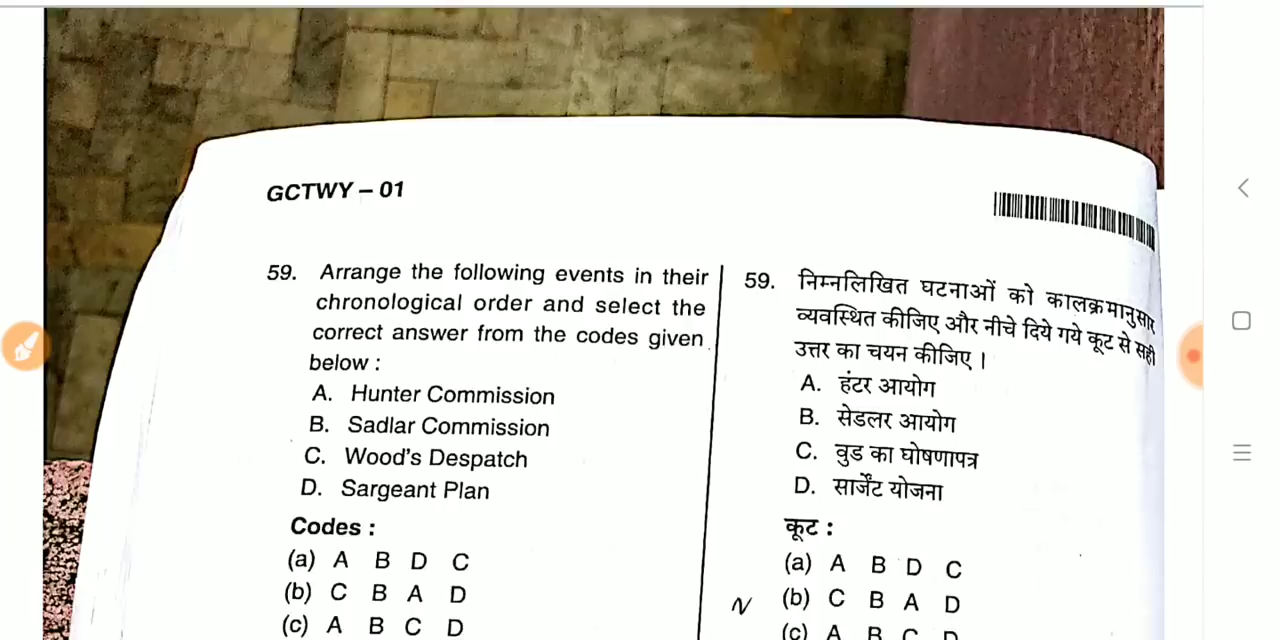 GCTWY – 01
59. Arrange the following events in their
chronological order and select the
correct answer from the codes given
below :
A. Hunter Commission
B. Sadlar Commission
C. Wood's Despatch
D. Sargeant Plan
Codes :
(a) A B D C
(b) C B A D
(c) A B C D
59. निम्नलिखित घटनाओं को कालक्रमानुसार
व्यवस्थित कीजिए और नीचे दिये गये कूट से सही
उत्तर का चयन कीजिए ।
A. हंटर आयोग
B. सेडलर आयोग
C. वुड का घोषणापत्र
D. सार्जेंट योजना
कूट :
(a) A B D C
(b) C B A D
(c) A B C D